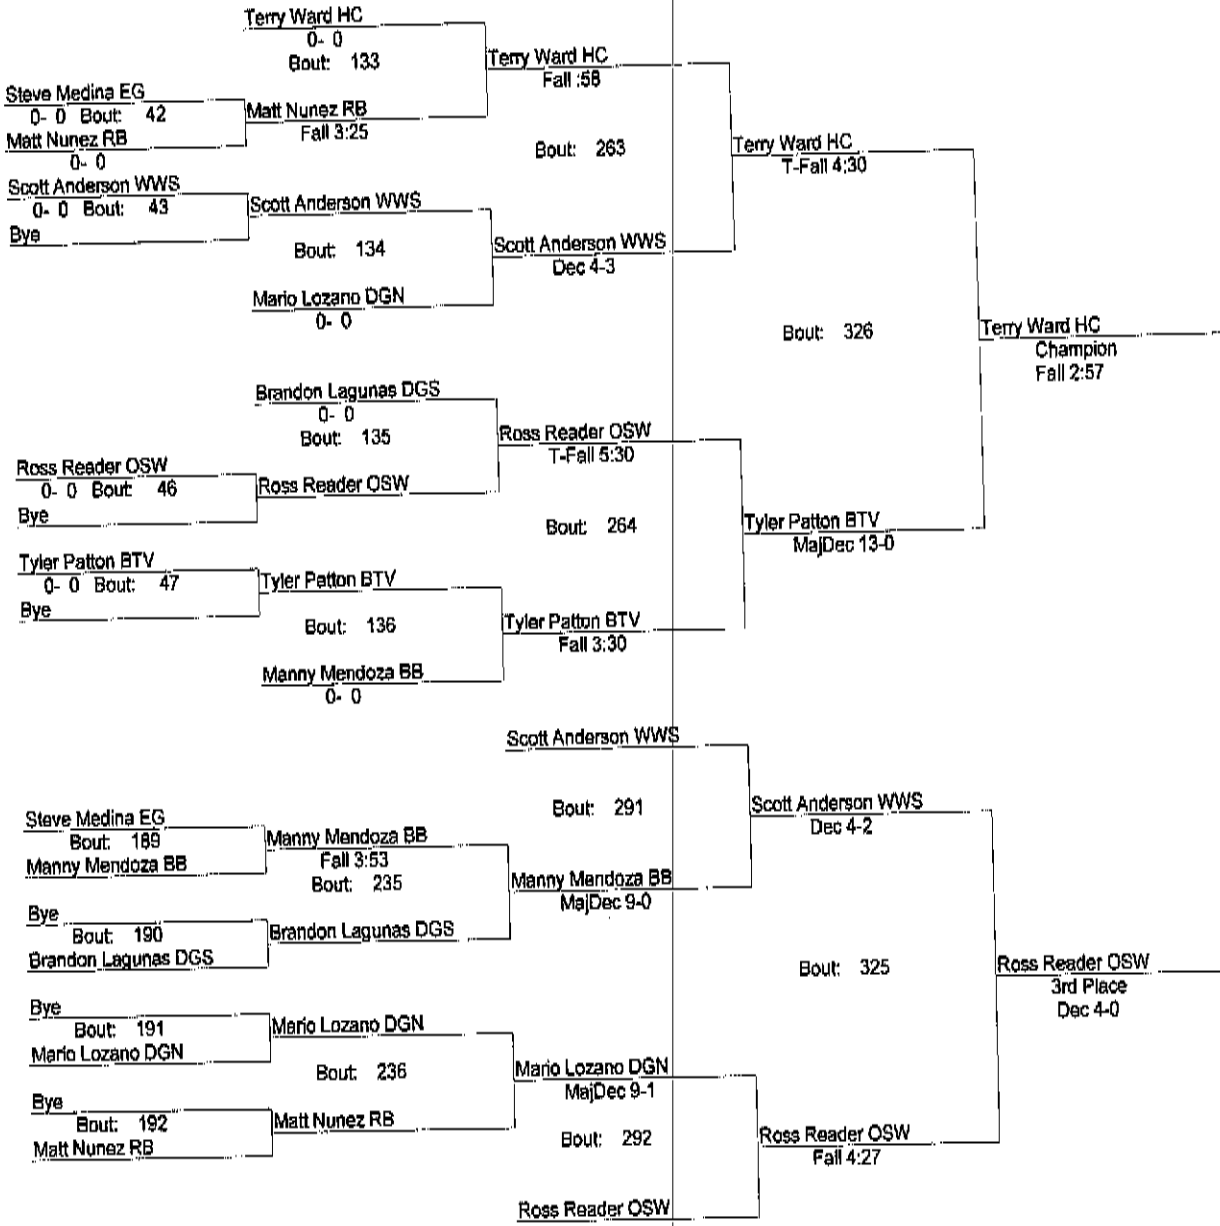 Terry Ward HC
0- 0
Bout: 133
Terry Ward HC
Fall :58
Steve Medina EG
0- 0 Bout: 42
Matt Nunez RB
0- 0
Matt Nunez RB
Fall 3:25
Bout: 263
Terry Ward HC
T-Fall 4:30
Scott Anderson WWS
0- 0 Bout: 43
Bye
Scott Anderson WWS
Bout: 134
Scott Anderson WWS
Dec 4-3
Mario Lozano DGN
0- 0
Bout: 326
Terry Ward HC
Champion
Fall 2:57
Brandon Lagunas DGS
0- 0
Bout: 135
Ross Reader OSW
T-Fall 5:30
Ross Reader OSW
0- 0 Bout: 46
Bye
Ross Reader OSW
Bout: 264
Tyler Patton BTV
MajDec 13-0
Tyler Patton BTV
0- 0 Bout: 47
Bye
Tyler Patton BTV
Bout: 136
Tyler Patton BTV
Fall 3:30
Manny Mendoza BB
0- 0
Scott Anderson WWS
Bout: 291
Scott Anderson WWS
Dec 4-2
Steve Medina EG
Bout: 189
Manny Mendoza BB
Manny Mendoza BB
Fall 3:53
Bout: 235
Manny Mendoza BB
MajDec 9-0
Bye
Bout: 190
Brandon Lagunas DGS
Brandon Lagunas DGS
Bout: 325
Ross Reader OSW
3rd Place
Dec 4-0
Bye
Bout: 191
Mario Lozano DGN
Mario Lozano DGN
Bout: 236
Mario Lozano DGN
MajDec 9-1
Bye
Bout: 192
Matt Nunez RB
Matt Nunez RB
Bout: 292
Ross Reader OSW
Fall 4:27
Ross Reader OSW